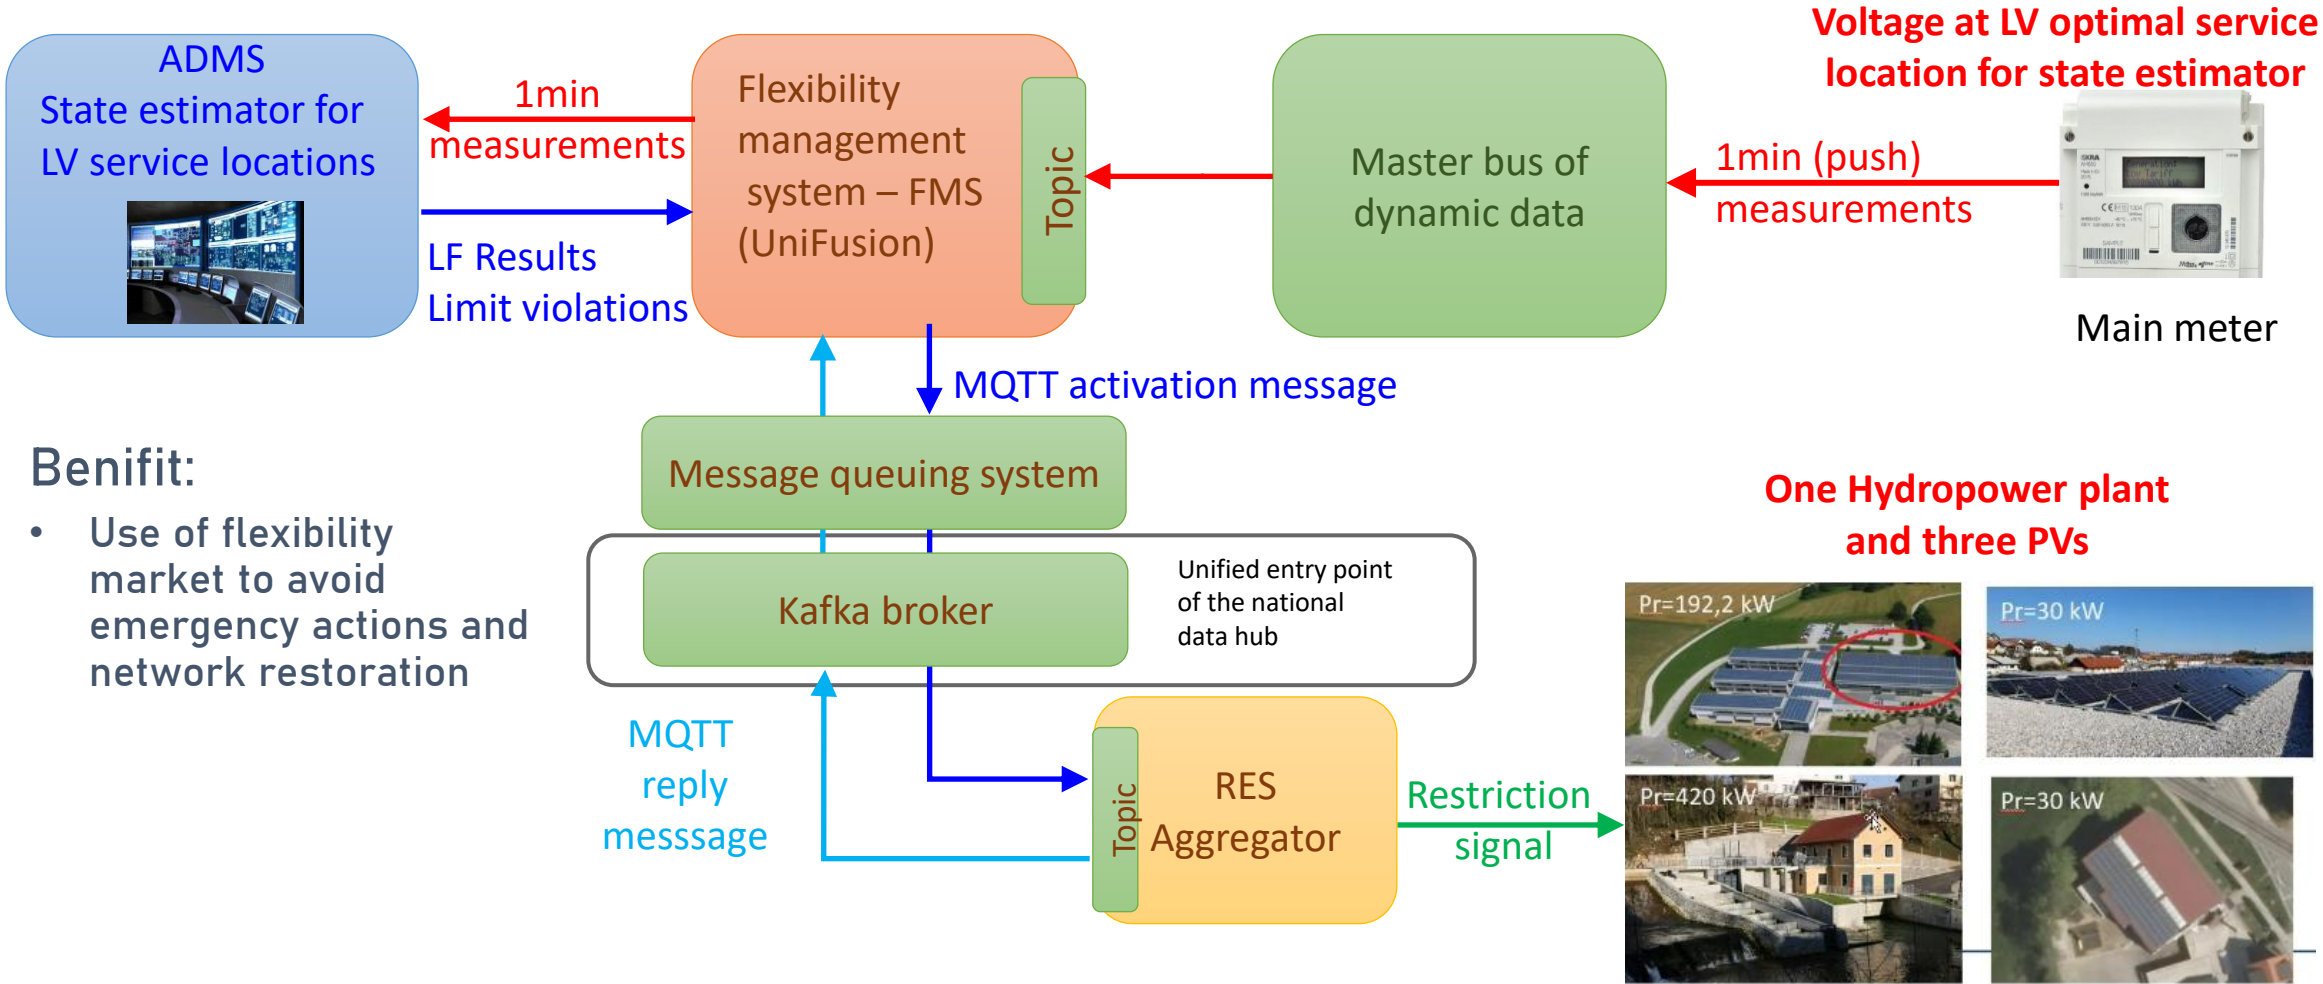 Voltage at LV optimal service
location for state estimator
ADMS
State estimator for
LV service locations
1min
measurements
LF Results
Limit violations
Flexibility
management
system – FMS
(UniFusion)
Topic
Master bus of
dynamic data
1min (push)
measurements
Main meter
MQTT activation message
Message queuing system
Kafka broker
Unified entry point
of the national
data hub
Benifit:
• Use of flexibility
market to avoid
emergency actions and
network restoration
MQTT
reply
messsage
Topic
RES
Aggregator
Restriction
signal
One Hydropower plant
and three PVs
Pr=192,2 kW
Pr=30 kW
Pr=420 kW
Pr=30 kW